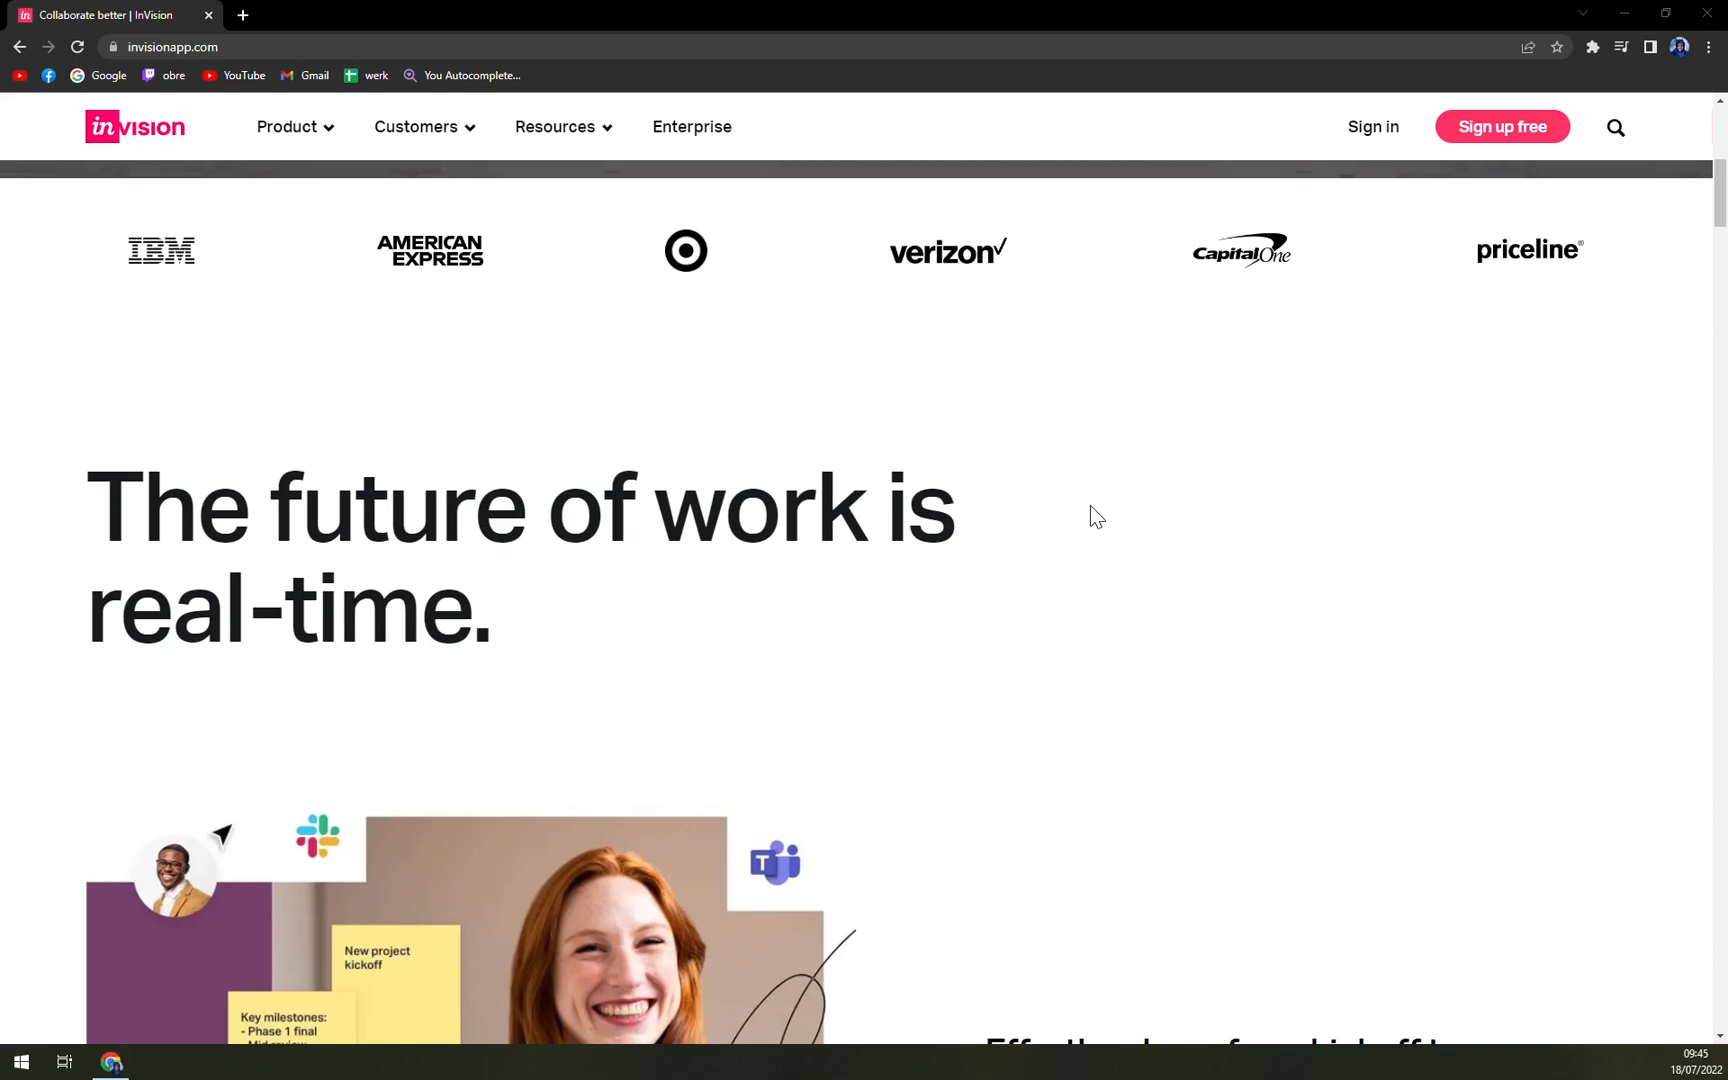 Collaborate better | InVision
invisionapp.com
Google
obre
YouTube
Gmail
werk
You Autocomplete...
invision
Product
Customers
Resources
Enterprise
Sign in
Sign up free
IBM
AMERICAN
EXPRESS
verizon
CapitalOne
priceline®
The future of work is
real-time.
T
New project
kickoff
Key milestones:
- Phase 1 final
09:45
18/07/2022